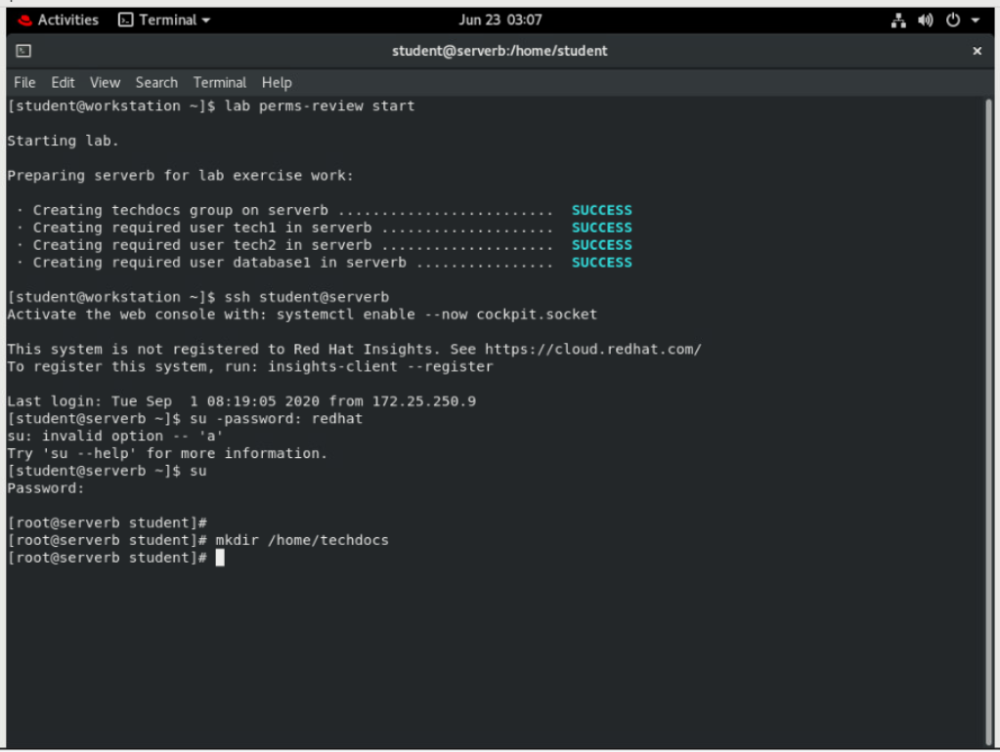 Activities Terminal Jun 23 03:07
student@serverb:/home/student ×
File Edit View Search Terminal Help
[student@workstation ~]$ lab perms-review start
Starting lab.
Preparing serverb for lab exercise work:
· Creating techdocs group on serverb ......................... SUCCESS
· Creating required user tech1 in serverb .................... SUCCESS
· Creating required user tech2 in serverb .................... SUCCESS
· Creating required user database1 in serverb ................ SUCCESS
[student@workstation ~]$ ssh student@serverb
Activate the web console with: systemctl enable --now cockpit.socket
This system is not registered to Red Hat Insights. See https://cloud.redhat.com/
To register this system, run: insights-client --register
Last login: Tue Sep  1 08:19:05 2020 from 172.25.250.9
[student@serverb ~]$ su -password: redhat
su: invalid option -- 'a'
Try 'su --help' for more information.
[student@serverb ~]$ su
Password:
[root@serverb student]#
[root@serverb student]# mkdir /home/techdocs
[root@serverb student]#